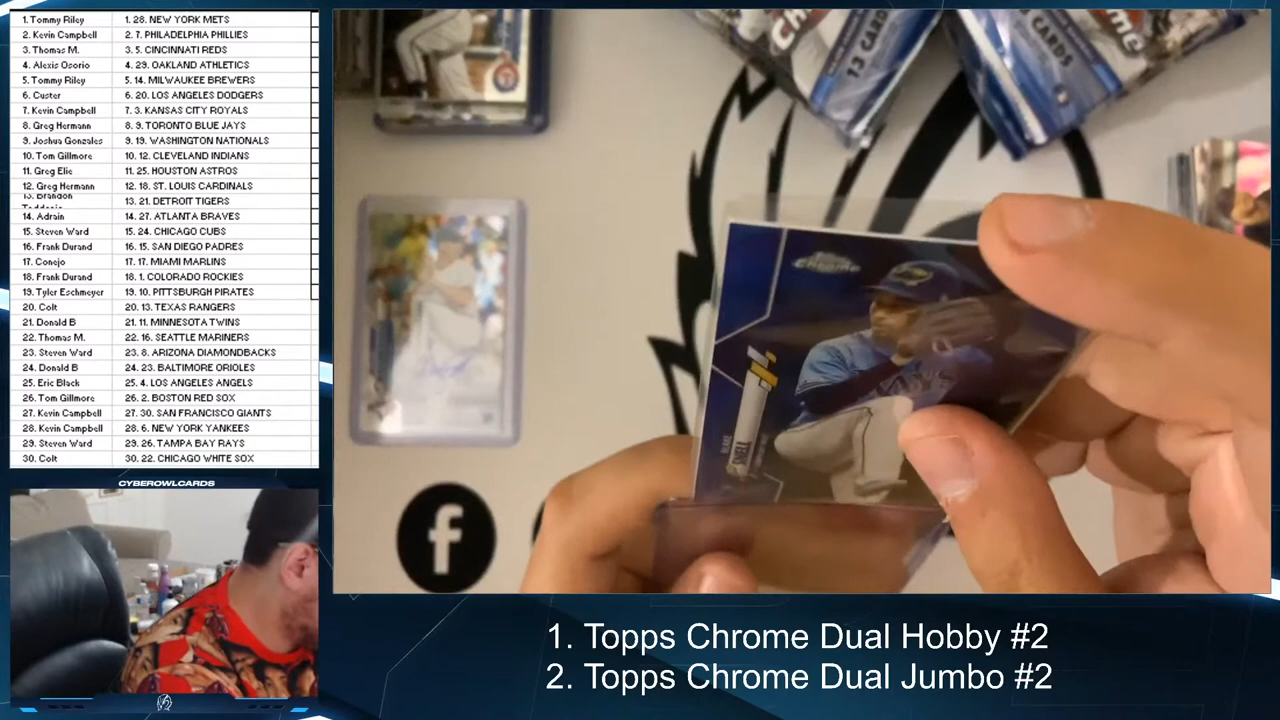 1. Tommy Riley 1. 28. NEW YORK METS
2. Kevin Campbell 2. 7. PHILADELPHIA PHILLIES
3. Thomas M. 3. 5. CINCINNATI REDS
4. Alexis Osorio 4. 29. OAKLAND ATHLETICS
5. Tommy Riley 5. 14. MILWAUKEE BREWERS
6. Custer 6. 20. LOS ANGELES DODGERS
7. Kevin Campbell 7. 3. KANSAS CITY ROYALS
8. Greg Hermann 8. 9. TORONTO BLUE JAYS
9. Joshua Gonzales 9. 19. WASHINGTON NATIONALS
10. Tom Gillmore 10. 12. CLEVELAND INDIANS
11. Greg Elie 11. 25. HOUSTON ASTROS
12. Greg Hermann 12. 18. ST. LOUIS CARDINALS
13. Brandon 13. 21. DETROIT TIGERS
14. Adrain 14. 27. ATLANTA BRAVES
15. Steven Ward 15. 24. CHICAGO CUBS
16. Frank Durand 16. 15. SAN DIEGO PADRES
17. Conejo 17. 17. MIAMI MARLINS
18. Frank Durand 18. 1. COLORADO ROCKIES
19. Tyler Eschmeyer 19. 10. PITTSBURGH PIRATES
20. Colt 20. 13. TEXAS RANGERS
21. Donald B 21. 11. MINNESOTA TWINS
22. Thomas M. 22. 16. SEATTLE MARINERS
23. Steven Ward 23. 8. ARIZONA DIAMONDBACKS
24. Donald B 24. 23. BALTIMORE ORIOLES
25. Eric Black 25. 4. LOS ANGELES ANGELS
26. Tom Gillmore 26. 2. BOSTON RED SOX
27. Kevin Campbell 27. 30. SAN FRANCISCO GIANTS
28. Kevin Campbell 28. 6. NEW YORK YANKEES
29. Steven Ward 29. 26. TAMPA BAY RAYS
30. Colt 30. 22. CHICAGO WHITE SOX
CYBEROWLCARDS
13 CARDS
CARDS
CHROME
BLAKE
SNELL
f
1. Topps Chrome Dual Hobby #2
2. Topps Chrome Dual Jumbo #2